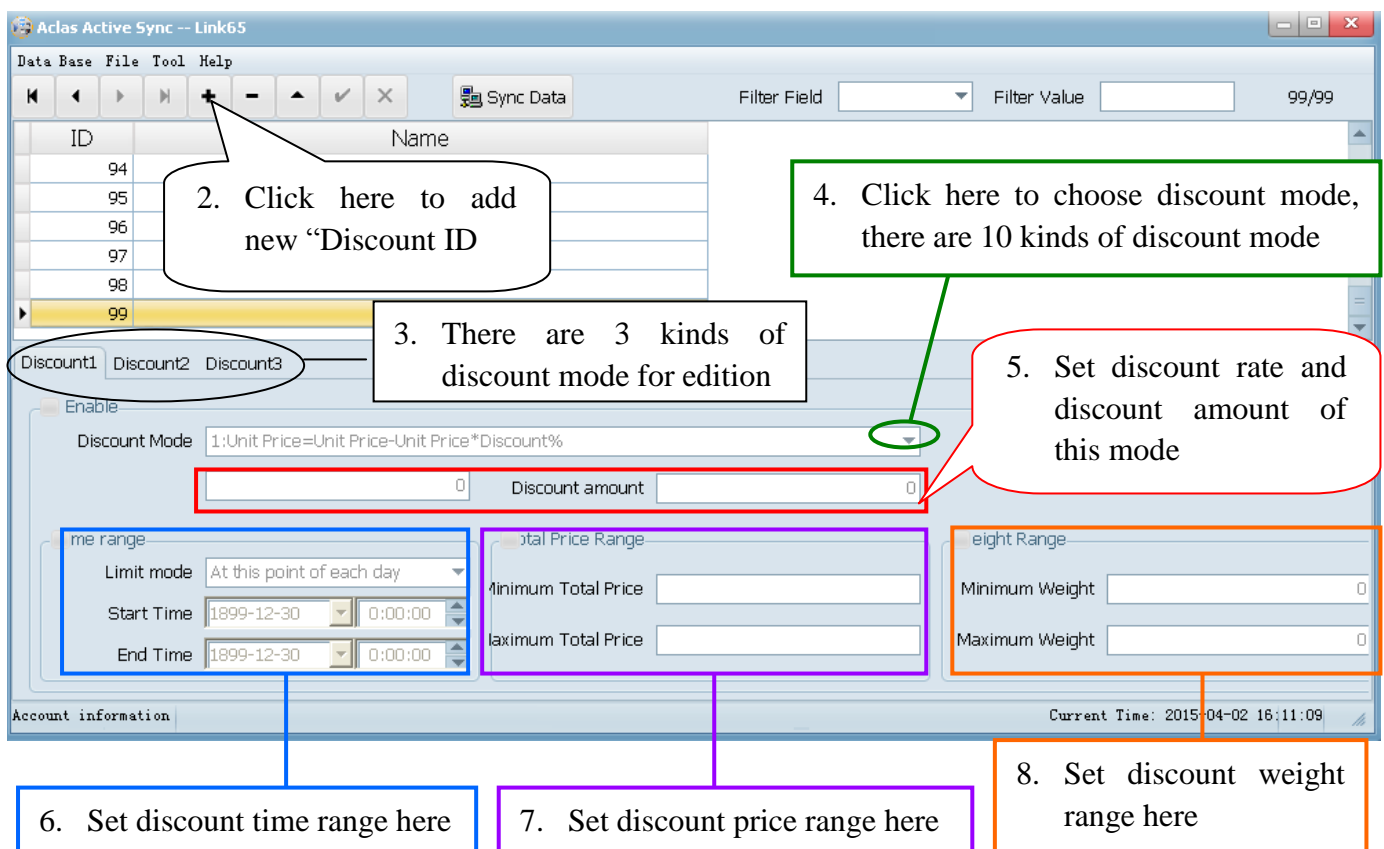 Aclas Active Sync -- Link65
Data Base File Tool Help
Sync Data
Filter Field
Filter Value
99/99
ID Name
94
95
96
97
98
99
2. Click here to add
new “Discount ID
4. Click here to choose discount mode,
there are 10 kinds of discount mode
3. There are 3 kinds of
discount mode for edition
Discount1 Discount2 Discount3
5. Set discount rate and
discount amount of
this mode
Enable
Discount Mode 1:Unit Price=Unit Price-Unit Price*Discount%
0 Discount amount 0
me range
Limit mode At this point of each day
Start Time 1899-12-30 0:00:00
End Time 1899-12-30 0:00:00
otal Price Range
Minimum Total Price
laximum Total Price
eight Range
Minimum Weight 0
Maximum Weight 0
Account information
Current Time: 2015-04-02 16:11:09
6. Set discount time range here
7. Set discount price range here
8. Set discount weight
range here